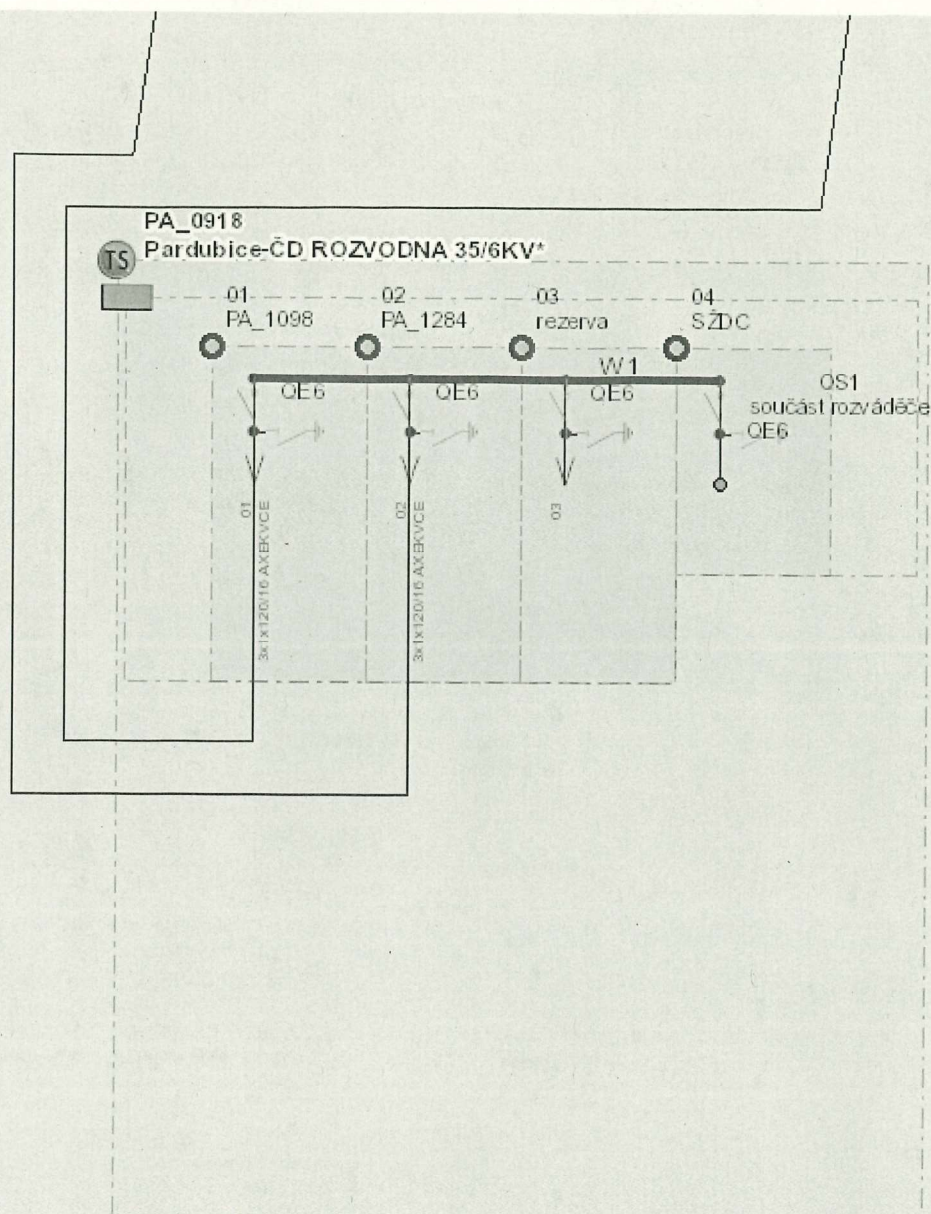 PA_0918
TS Pardubice-ČD ROZVODNA 35/6KV*
01 02 03 04
PA_1098 PA_1284 rezerva SŽDC
W1
QE6 QE6 QE6 OS1
součást rozváděče
QE6
01 02 03
3x1x120/16 AXEKVCE 3x1x120/16 AXEKVCE